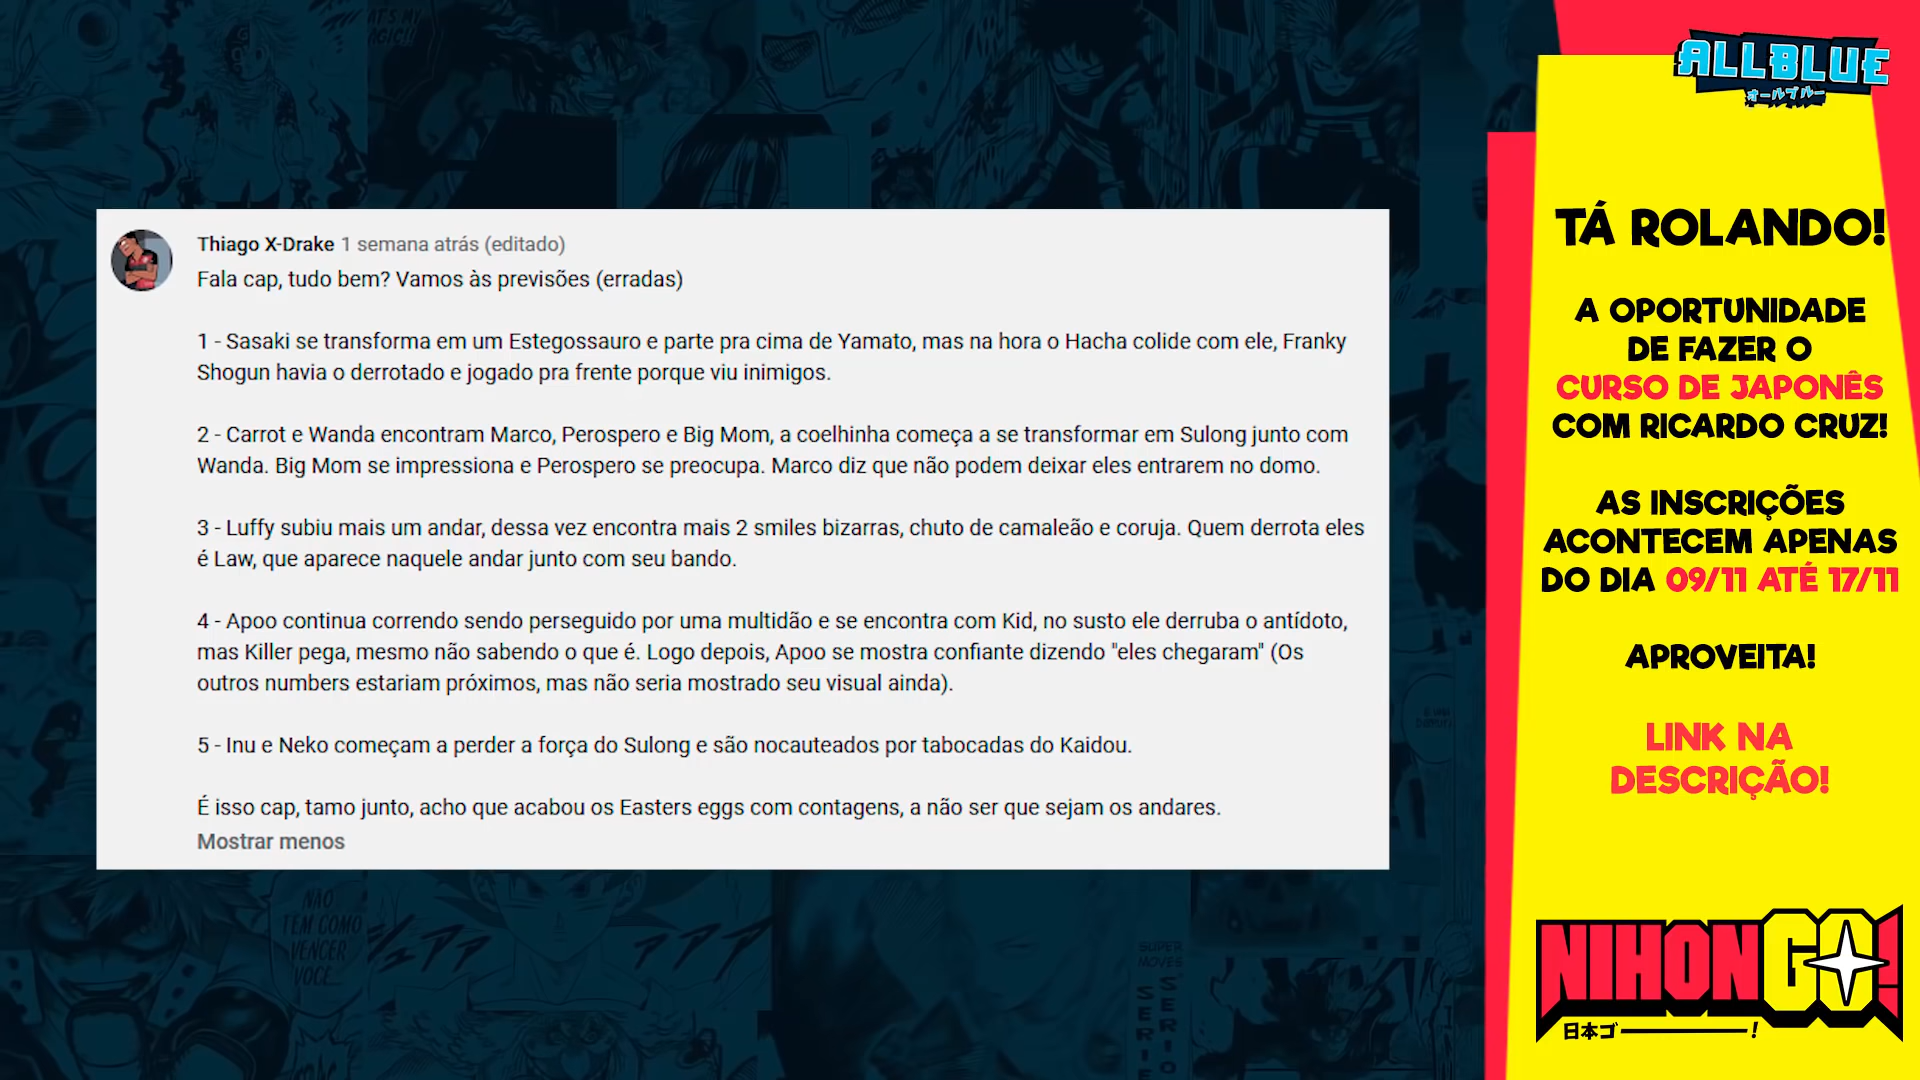 Thiago X-Drake 1 semana atrás (editado)
Fala cap, tudo bem? Vamos às previsões (erradas)
1 - Sasaki se transforma em um Estegossauro e parte pra cima de Yamato, mas na hora o Hacha colide com ele, Franky
Shogun havia o derrotado e jogado pra frente porque viu inimigos.
2 - Carrot e Wanda encontram Marco, Perospero e Big Mom, a coelhinha começa a se transformar em Sulong junto com
Wanda. Big Mom se impressiona e Perospero se preocupa. Marco diz que não podem deixar eles entrarem no domo.
3 - Luffy subiu mais um andar, dessa vez encontra mais 2 smiles bizarras, chuto de camaleão e coruja. Quem derrota eles
é Law, que aparece naquele andar junto com seu bando.
4 - Apoo continua correndo sendo perseguido por uma multidão e se encontra com Kid, no susto ele derruba o antídoto,
mas Killer pega, mesmo não sabendo o que é. Logo depois, Apoo se mostra confiante dizendo "eles chegaram" (Os
outros numbers estariam próximos, mas não seria mostrado seu visual ainda).
5 - Inu e Neko começam a perder a força do Sulong e são nocauteados por tabocadas do Kaidou.
É isso cap, tamo junto, acho que acabou os Easters eggs com contagens, a não ser que sejam os andares.
Mostrar menos
ALLBLUE
オールブルー
TÁ ROLANDO!
A OPORTUNIDADE
DE FAZER O
CURSO DE JAPONÊS
COM RICARDO CRUZ!
AS INSCRIÇÕES
ACONTECEM APENAS
DO DIA 09/11 ATÉ 17/11
APROVEITA!
LINK NA
DESCRIÇÃO!
NIHONGO!
日本ゴ——!
NÃO
TEM COMO
VENCER
VOCÊ...
SUPER
MOVES
SERIE
SERIO